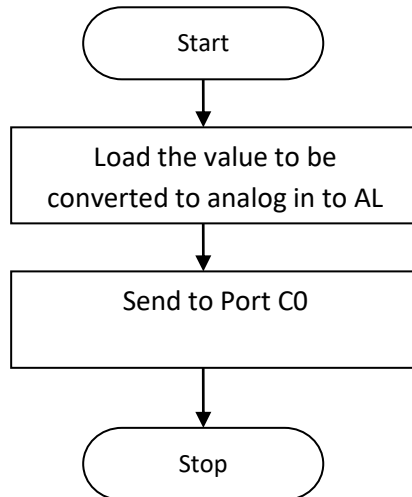 Start
Load the value to be
converted to analog in to AL
Send to Port C0
Stop